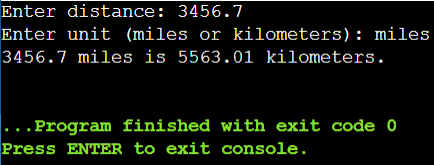 Enter distance: 3456.7
Enter unit (miles or kilometers): miles
3456.7 miles is 5563.01 kilometers.
...Program finished with exit code 0
Press ENTER to exit console.